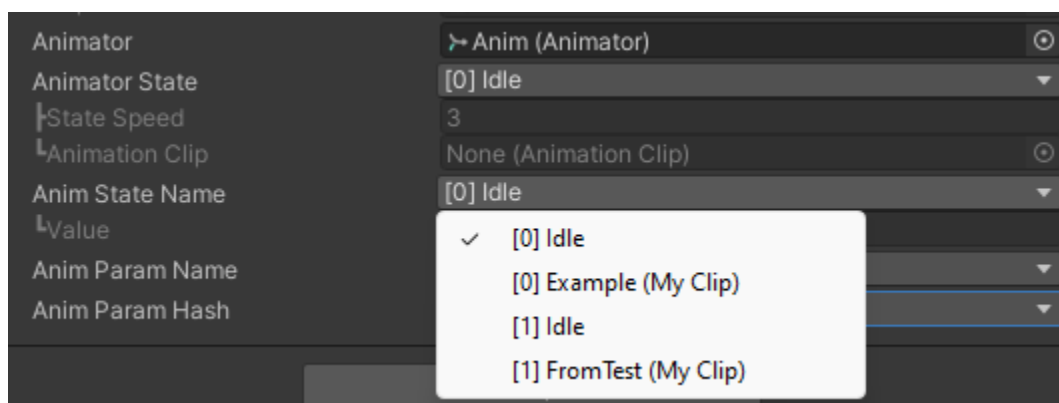 Animator Anim (Animator)
Animator State [0] Idle
State Speed 3
Animation Clip None (Animation Clip)
Anim State Name [0] Idle
Value
[0] Idle
[0] Example (My Clip)
Anim Param Name
[1] Idle
Anim Param Hash
[1] FromTest (My Clip)